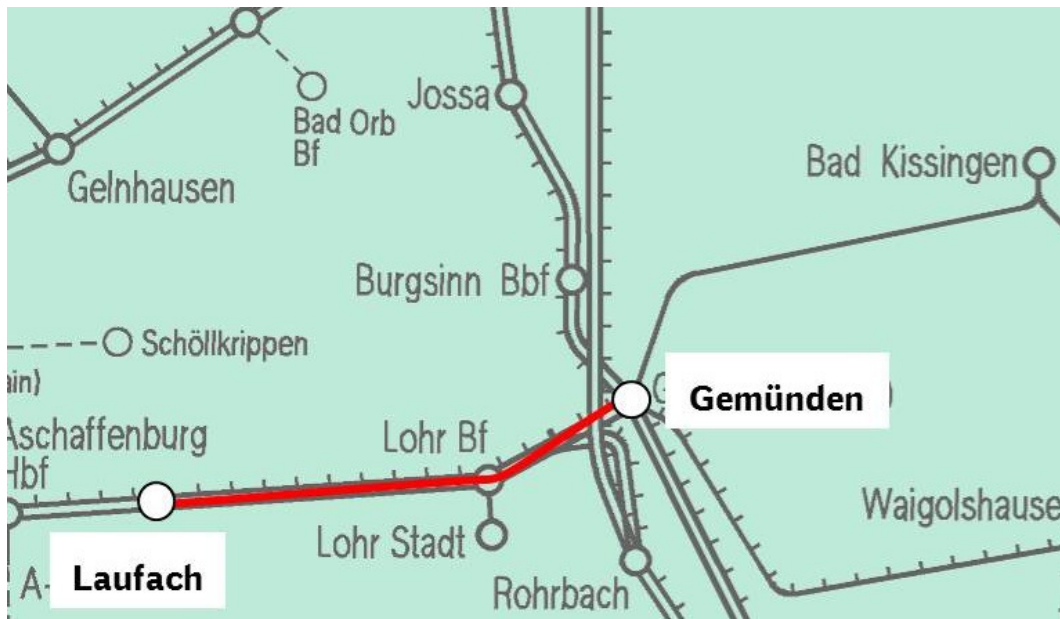 Jossa
Bad Orb
Bf
Gelnhausen
Bad Kissingen
Burgsinn Bbf
Schöllkrippen
ain)
Gemünden
)
Aschaffenburg
Hbf
Lohr Bf
Waigolshause
Lohr Stadt
Laufach
A-
Rohrbach